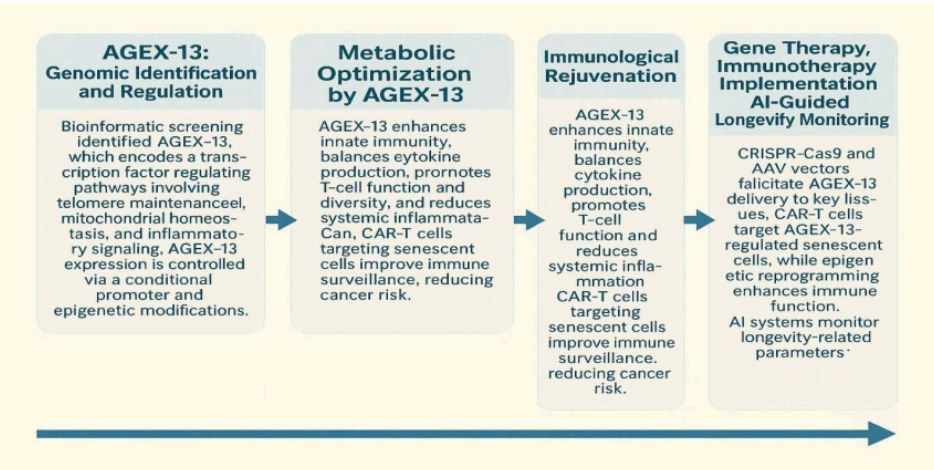 AGEX-13:
Genomic Identification
and Regulation
Bioinformatic screening
identified AGEX-13,
which encodes a trans-
cription factor regulating
pathways involving
telomere maintenanceel,
mitochondrial homeos-
tasis, and inflammato-
ry signaling, AGEX-13
expression is controlled
via a conditional
promoter and
epigenetic modifications.
Metabolic
Optimization
by AGEX-13
AGEX-13 enhances
innate immunity,
balances eytokine
production, prornotes
T-cell function and
diversity, and reduces
systemic inflammata-
Can, CAR-T cells
targeting senescent
cells improve immune
surveillance, reducing
cancer risk.
Immunological
Rejuvenation
AGEX-13
enhances innate
immunity,
balances
cytokine
production,
promotes
T-cell
function and
reduces
systemic infla-
mmation
CAR-T cells
targeting
senescent cells
improve immune
surveillance.
reducing cancer
risk.
Gene Therapy,
Immunotherapy
Implementation
AI-Guided
Longevify Monitoring
CRISPR-Cas9 and
AAV vectors
falicitate AGEX-13
delivery to key liss-
ues, CAR-T cells
target AGEX-13-
regulated senescent
cells, while epigen
etic reprogramming
enhances immune
function.
AI systems monitor
longevity-related
parameters